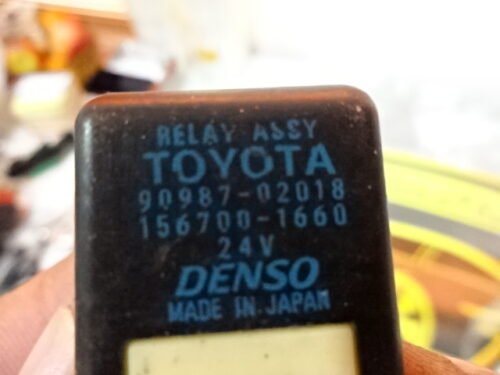 RELAY ASSY
TOYOTA
90987-02018
156700-1660
24V
DENSO
MADE IN JAPAN